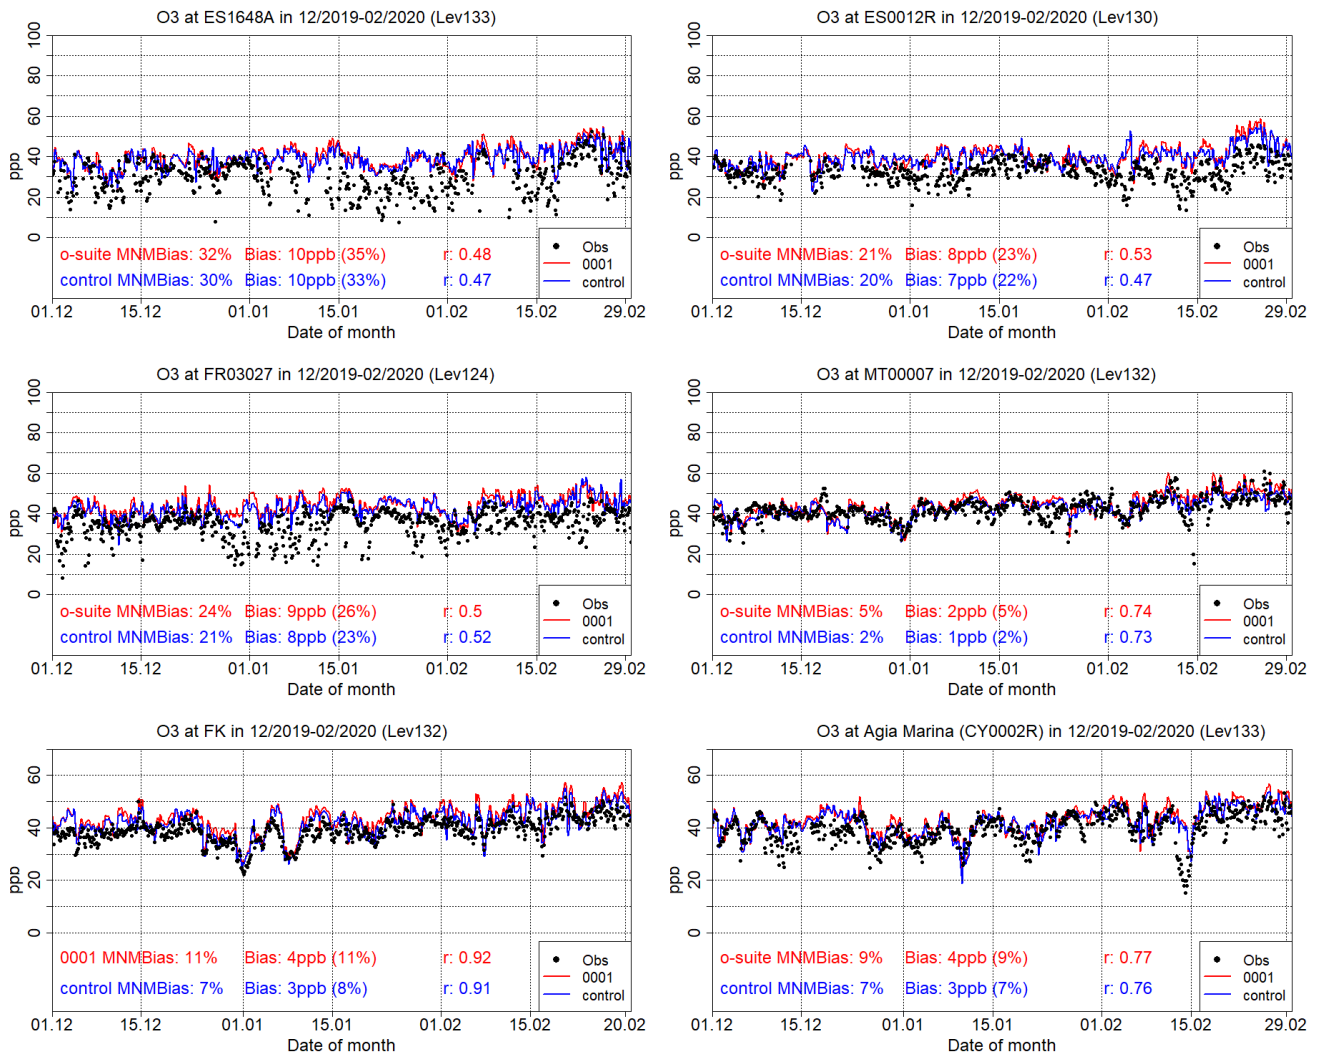 O3 at ES1648A in 12/2019-02/2020 (Lev133)
ppp
0 20 40 60 80 100
o-suite MNMBias: 32% Bias: 10ppb (35%) r: 0.48
control MNMBias: 30% Bias: 10ppb (33%) r: 0.47
Obs
0001
control
01.12 15.12 01.01 15.01 01.02 15.02 29.02
Date of month
O3 at ES0012R in 12/2019-02/2020 (Lev130)
ppb
0 20 40 60 80 100
o-suite MNMBias: 21% Bias: 8ppb (23%) r: 0.53
control MNMBias: 20% Bias: 7ppb (22%) r: 0.47
Obs
0001
control
01.12 15.12 01.01 15.01 01.02 15.02 29.02
Date of month
O3 at FR03027 in 12/2019-02/2020 (Lev124)
ppb
0 20 40 60 80 100
o-suite MNMBias: 24% Bias: 9ppb (26%) r: 0.5
control MNMBias: 21% Bias: 8ppb (23%) r: 0.52
Obs
0001
control
01.12 15.12 01.01 15.01 01.02 15.02 29.02
Date of month
O3 at MT00007 in 12/2019-02/2020 (Lev132)
ppb
0 20 40 60 80 100
o-suite MNMBias: 5% Bias: 2ppb (5%) r: 0.74
control MNMBias: 2% Bias: 1ppb (2%) r: 0.73
Obs
0001
control
01.12 15.12 01.01 15.01 01.02 15.02 29.02
Date of month
O3 at FK in 12/2019-02/2020 (Lev132)
ppb
0 20 40 60
0001 MNMBias: 11% Bias: 4ppb (11%) r: 0.92
control MNMBias: 7% Bias: 3ppb (8%) r: 0.91
Obs
0001
control
01.12 15.12 01.01 15.01 01.02 15.02 20.02
Date of month
O3 at Agia Marina (CY0002R) in 12/2019-02/2020 (Lev133)
ppb
0 20 40 60
o-suite MNMBias: 9% Bias: 4ppb (9%) r: 0.77
control MNMBias: 7% Bias: 3ppb (7%) r: 0.76
Obs
0001
control
01.12 15.12 01.01 15.01 01.02 15.02 29.02
Date of month